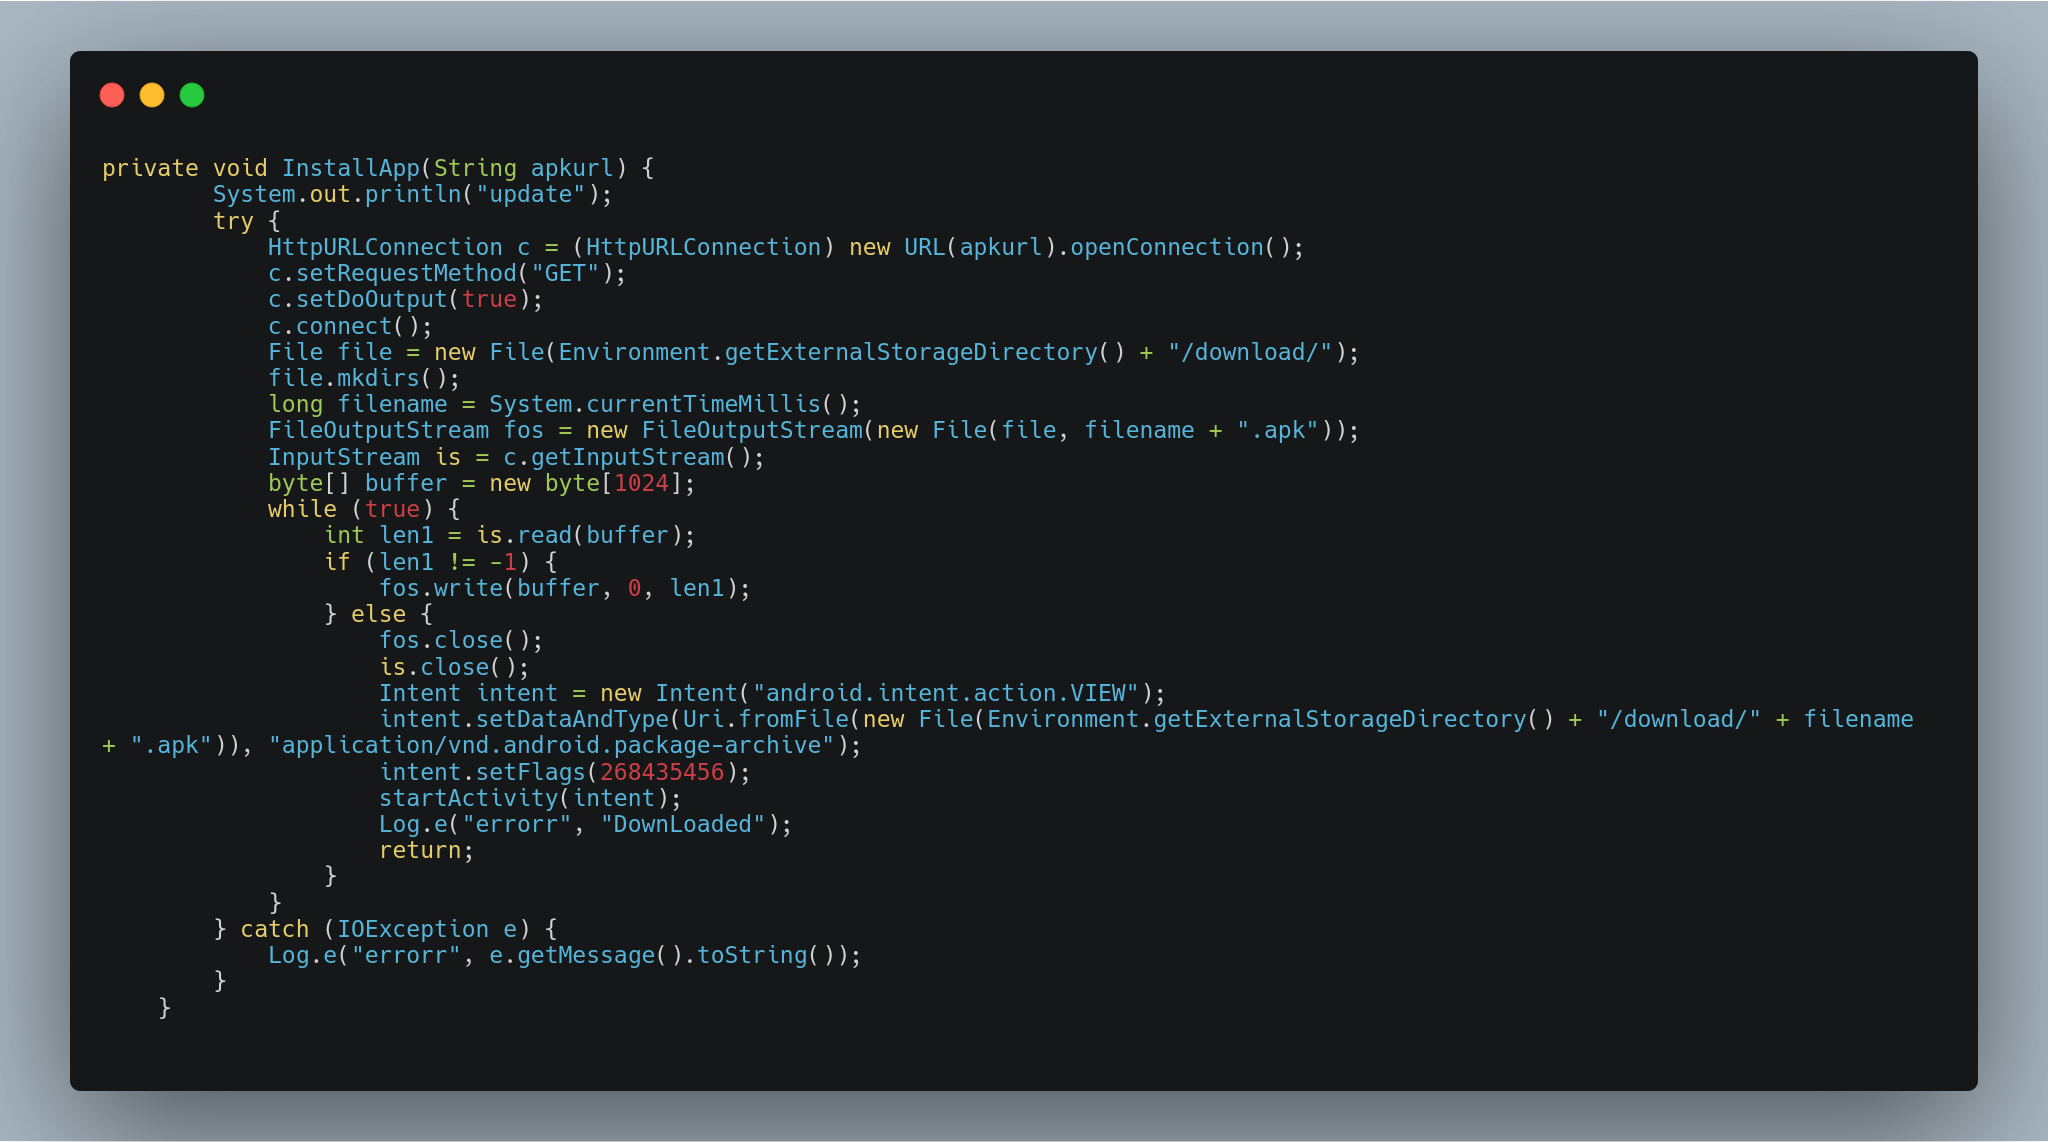 private void InstallApp(String apkurl) {
        System.out.println("update");
        try {
            HttpURLConnection c = (HttpURLConnection) new URL(apkurl).openConnection();
            c.setRequestMethod("GET");
            c.setDoOutput(true);
            c.connect();
            File file = new File(Environment.getExternalStorageDirectory() + "/download/");
            file.mkdirs();
            long filename = System.currentTimeMillis();
            FileOutputStream fos = new FileOutputStream(new File(file, filename + ".apk"));
            InputStream is = c.getInputStream();
            byte[] buffer = new byte[1024];
            while (true) {
                int len1 = is.read(buffer);
                if (len1 != -1) {
                    fos.write(buffer, 0, len1);
                } else {
                    fos.close();
                    is.close();
                    Intent intent = new Intent("android.intent.action.VIEW");
                    intent.setDataAndType(Uri.fromFile(new File(Environment.getExternalStorageDirectory() + "/download/" + filename
+ ".apk")), "application/vnd.android.package-archive");
                    intent.setFlags(268435456);
                    startActivity(intent);
                    Log.e("errorr", "DownLoaded");
                    return;
                }
            }
        } catch (IOException e) {
            Log.e("errorr", e.getMessage().toString());
        }
    }